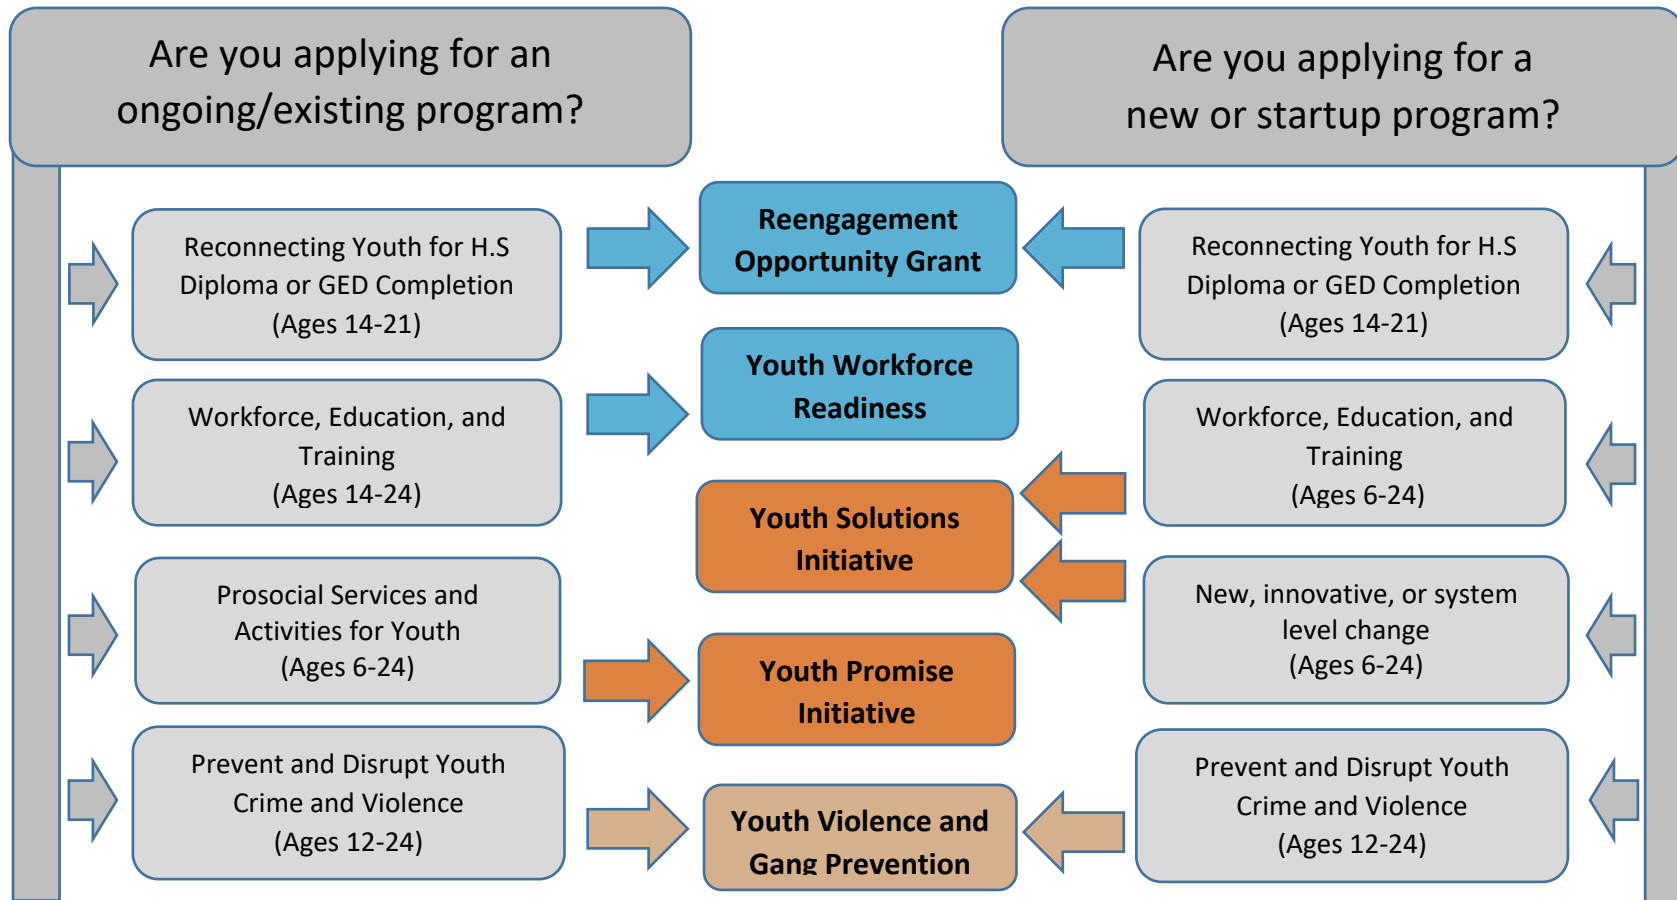 Are you applying for an
ongoing/existing program?
Are you applying for a
new or startup program?
Reconnecting Youth for H.S
Diploma or GED Completion
(Ages 14-21)
Workforce, Education, and
Training
(Ages 14-24)
Prosocial Services and
Activities for Youth
(Ages 6-24)
Prevent and Disrupt Youth
Crime and Violence
(Ages 12-24)
Reengagement
Opportunity Grant
Youth Workforce
Readiness
Youth Solutions
Initiative
Youth Promise
Initiative
Youth Violence and
Gang Prevention
Reconnecting Youth for H.S
Diploma or GED Completion
(Ages 14-21)
Workforce, Education, and
Training
(Ages 6-24)
New, innovative, or system
level change
(Ages 6-24)
Prevent and Disrupt Youth
Crime and Violence
(Ages 12-24)